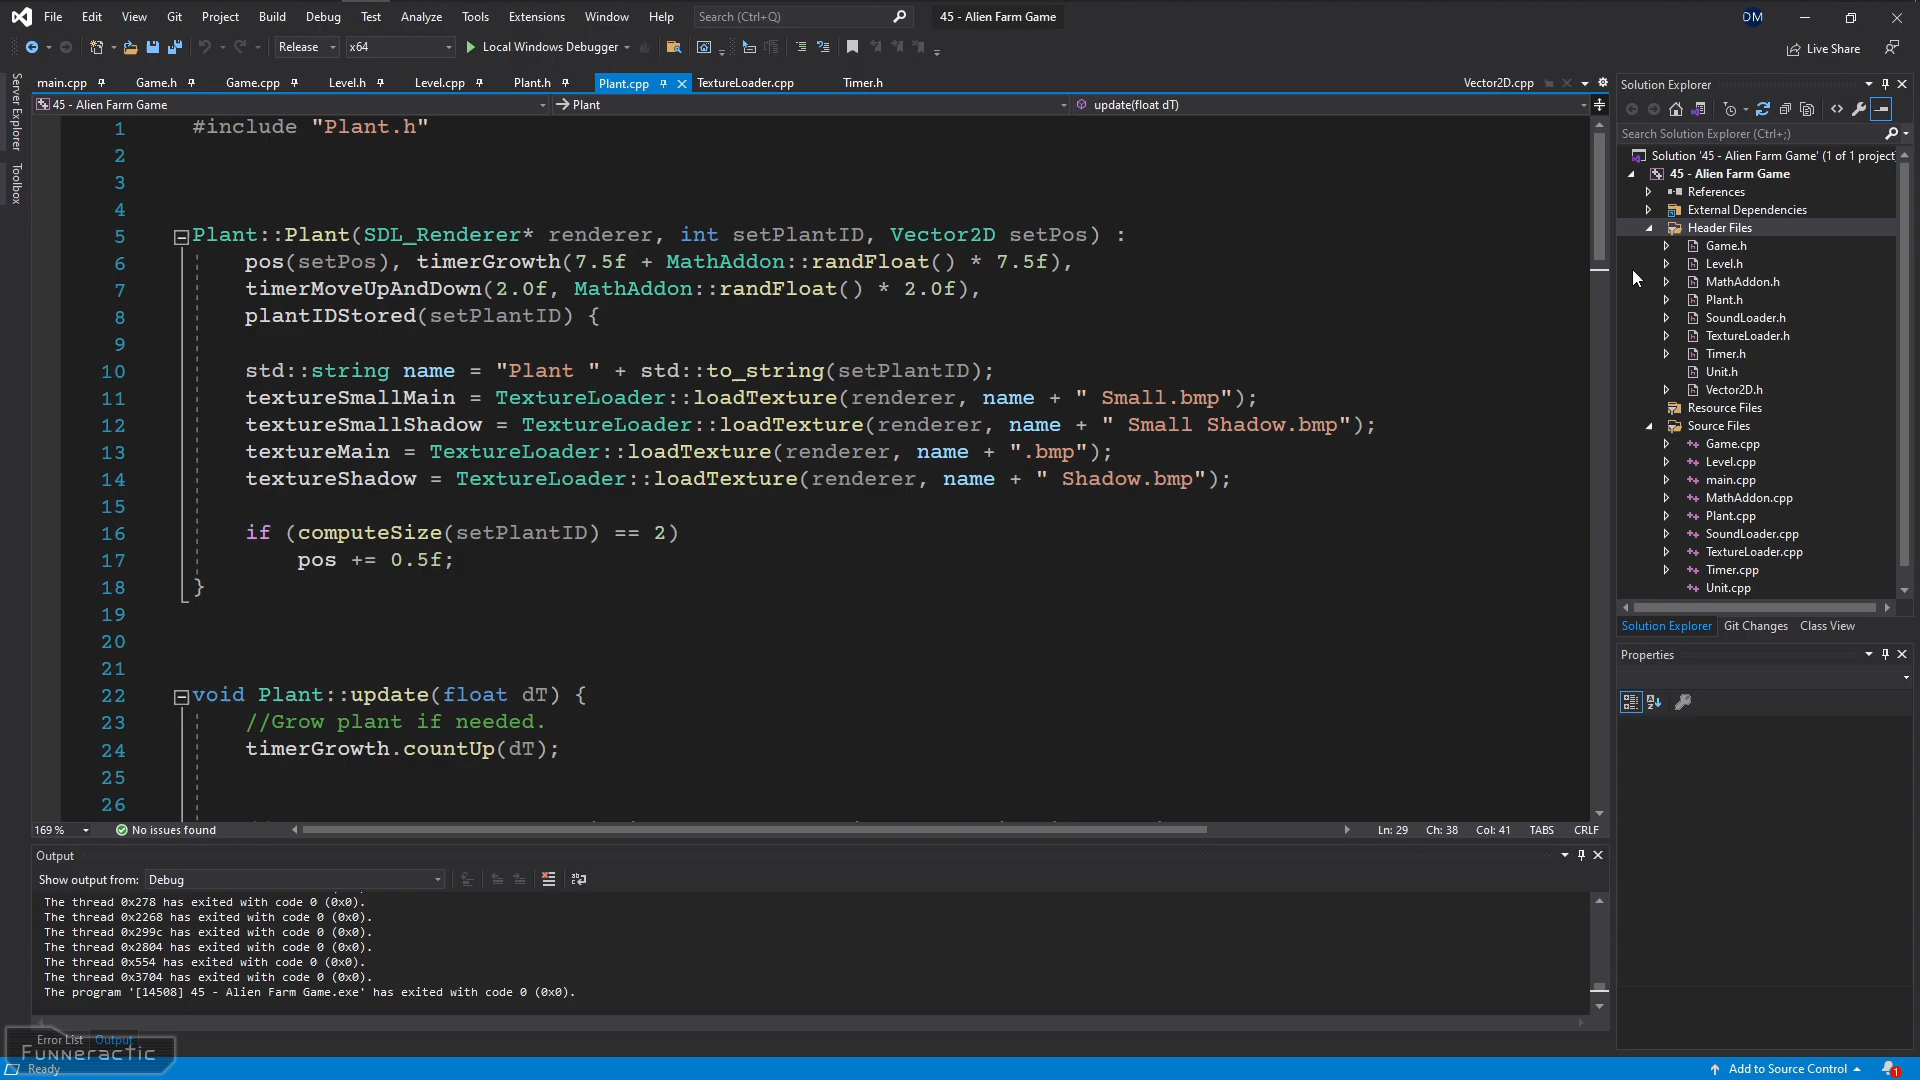 File Edit View Git Project Build Debug Test Analyze Tools Extensions Window Help Search (Ctrl+Q) 45 - Alien Farm Game DM
Release x64 Local Windows Debugger Live Share
main.cpp Game.h Game.cpp Level.h Level.cpp Plant.h Plant.cpp TextureLoader.cpp Timer.h Vector2D.cpp
45 - Alien Farm Game Plant update(float dT)
Server Explorer
Toolbox
1 #include "Plant.h"
2
3
4
5 Plant::Plant(SDL_Renderer* renderer, int setPlantID, Vector2D setPos) :
6 pos(setPos), timerGrowth(7.5f + MathAddon::randFloat() * 7.5f),
7 timerMoveUpAndDown(2.0f, MathAddon::randFloat() * 2.0f),
8 plantIDStored(setPlantID) {
9
10 std::string name = "Plant " + std::to_string(setPlantID);
11 textureSmallMain = TextureLoader::loadTexture(renderer, name + " Small.bmp");
12 textureSmallShadow = TextureLoader::loadTexture(renderer, name + " Small Shadow.bmp");
13 textureMain = TextureLoader::loadTexture(renderer, name + ".bmp");
14 textureShadow = TextureLoader::loadTexture(renderer, name + " Shadow.bmp");
15
16 if (computeSize(setPlantID) == 2)
17 pos += 0.5f;
18 }
19
20
21
22 void Plant::update(float dT) {
23 //Grow plant if needed.
24 timerGrowth.countUp(dT);
25
26
169 % No issues found Ln: 29 Ch: 38 Col: 41 TABS CRLF
Output
Show output from: Debug
The thread 0x278 has exited with code 0 (0x0).
The thread 0x2268 has exited with code 0 (0x0).
The thread 0x299c has exited with code 0 (0x0).
The thread 0x2804 has exited with code 0 (0x0).
The thread 0x554 has exited with code 0 (0x0).
The thread 0x3704 has exited with code 0 (0x0).
The program '[14508] 45 - Alien Farm Game.exe' has exited with code 0 (0x0).
Error List Output
Funneractic
Ready
Solution Explorer
Search Solution Explorer (Ctrl+;)
Solution '45 - Alien Farm Game' (1 of 1 project
45 - Alien Farm Game
References
External Dependencies
Header Files
Game.h
Level.h
MathAddon.h
Plant.h
SoundLoader.h
TextureLoader.h
Timer.h
Unit.h
Vector2D.h
Resource Files
Source Files
Game.cpp
Level.cpp
main.cpp
MathAddon.cpp
Plant.cpp
SoundLoader.cpp
TextureLoader.cpp
Timer.cpp
Unit.cpp
Solution Explorer Git Changes Class View
Properties
Add to Source Control 1